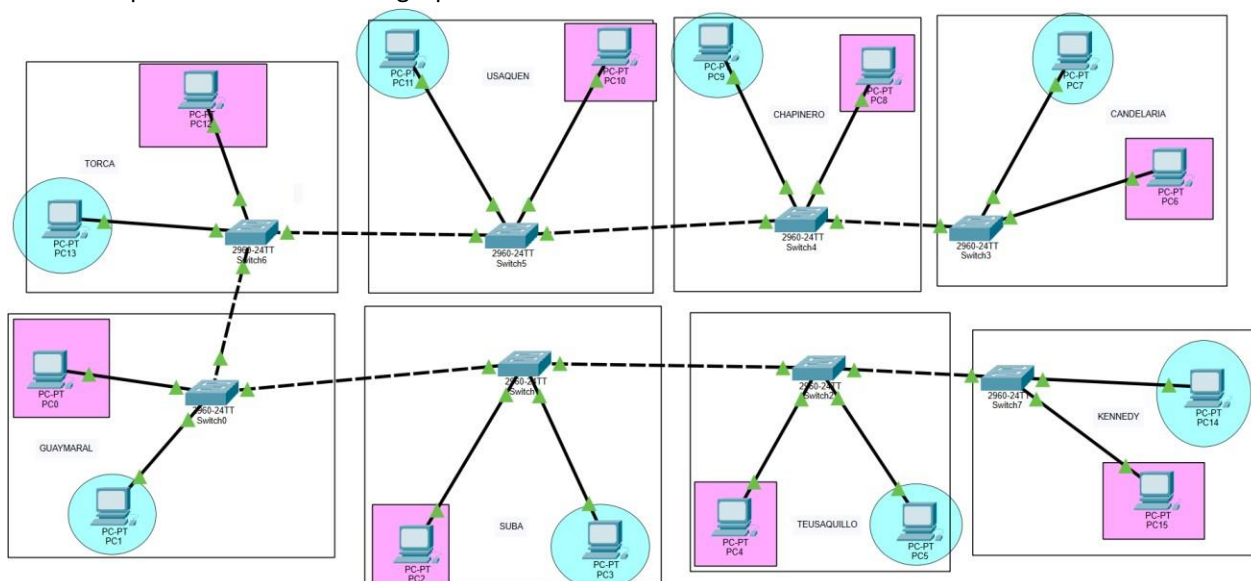 PC-PT
PC12
TORCA
PC-PT
PC13
2960-24TT
Switch6
PC-PT
PC11
USAQUEN
PC-PT
PC10
2960-24TT
Switch5
PC-PT
PC9
CHAPINERO
PC-PT
PC8
2960-24TT
Switch4
PC-PT
PC7
CANDELARIA
PC-PT
PC6
2960-24TT
Switch3
PC-PT
PC0
2960-24TT
Switch0
GUAYMARAL
PC-PT
PC1
2960-24TT
SUBA
PC-PT
PC2
PC-PT
PC3
2960-24TT
Switch2
TEUSAQUILLO
PC-PT
PC4
PC-PT
PC5
2960-24TT
Switch7
PC-PT
PC14
KENNEDY
PC-PT
PC15